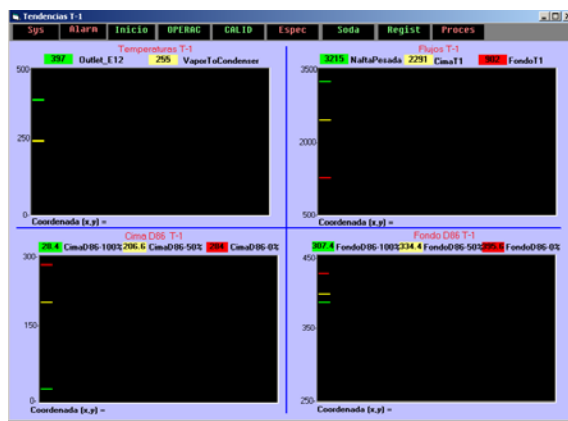 Tendencias T-1
Sys Alarm Inicio OPERAC CALID Espec Soda Regist Proces
Temperaturas T-1
397 Outlet_E12 255 VaporToCondenser
500
250
0
Coordenada (x,y) =
Flujos T-1
3215 NaftaPesada 2291 CimaT1 902 FondoT1
3500
2000
500
Coordenada (x,y) =
Cima D86 T-1
28.4 CimaD86-100% 206.6 CimaD86-50% 284 CimaD86-0%
300
150
0
Coordenada (x,y) =
Fondo D86 T-1
307.4 FondoD86-100% 334.4 FondoD86-50% 395.6 FondoD86-0%
450
350
250
Coordenada (x,y) =